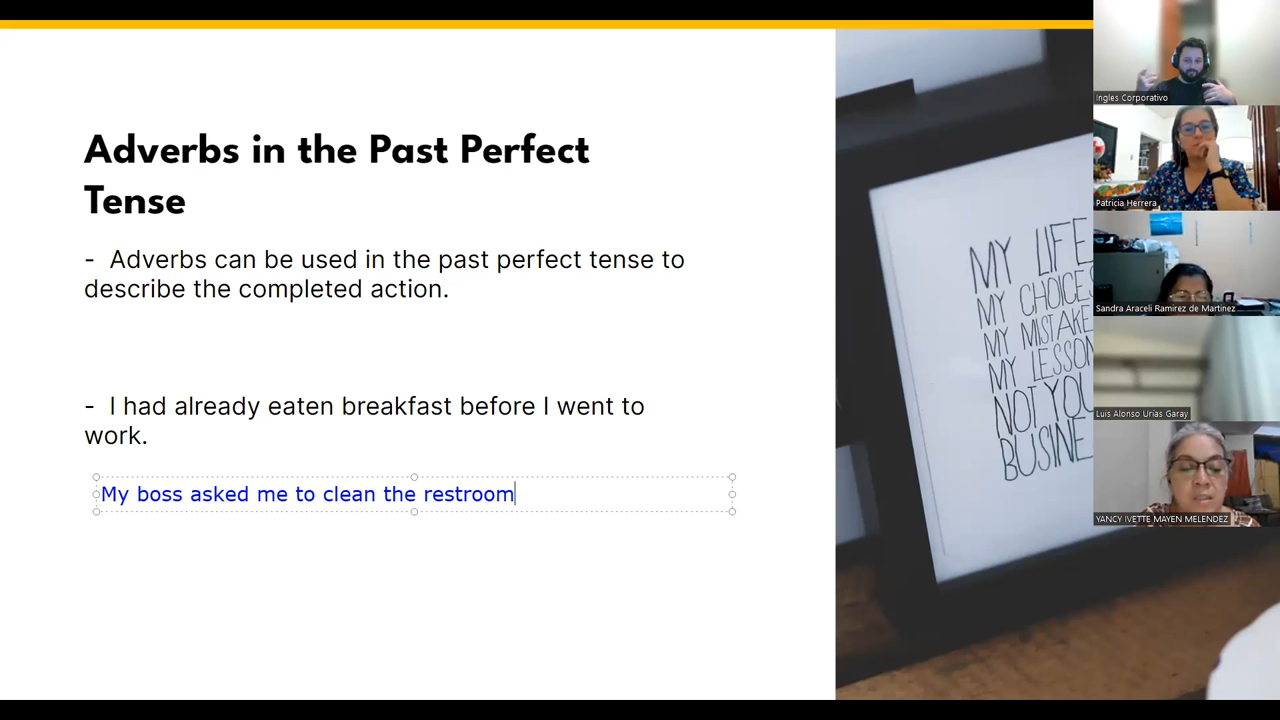 Adverbs in the Past Perfect
Tense
- Adverbs can be used in the past perfect tense to
describe the completed action.
- I had already eaten breakfast before I went to
work.
My boss asked me to clean the restroom
MY LIFE
MY CHOICES
MY MISTAKE
MY LESSON
NOT YOU
BUSINE
Ingles Corporativo
Patricia Herrera
Sandra Araceli Ramirez de Martinez
Luis Alonso Urías Garay
YANCY IVETTE MAYEN MELENDEZ